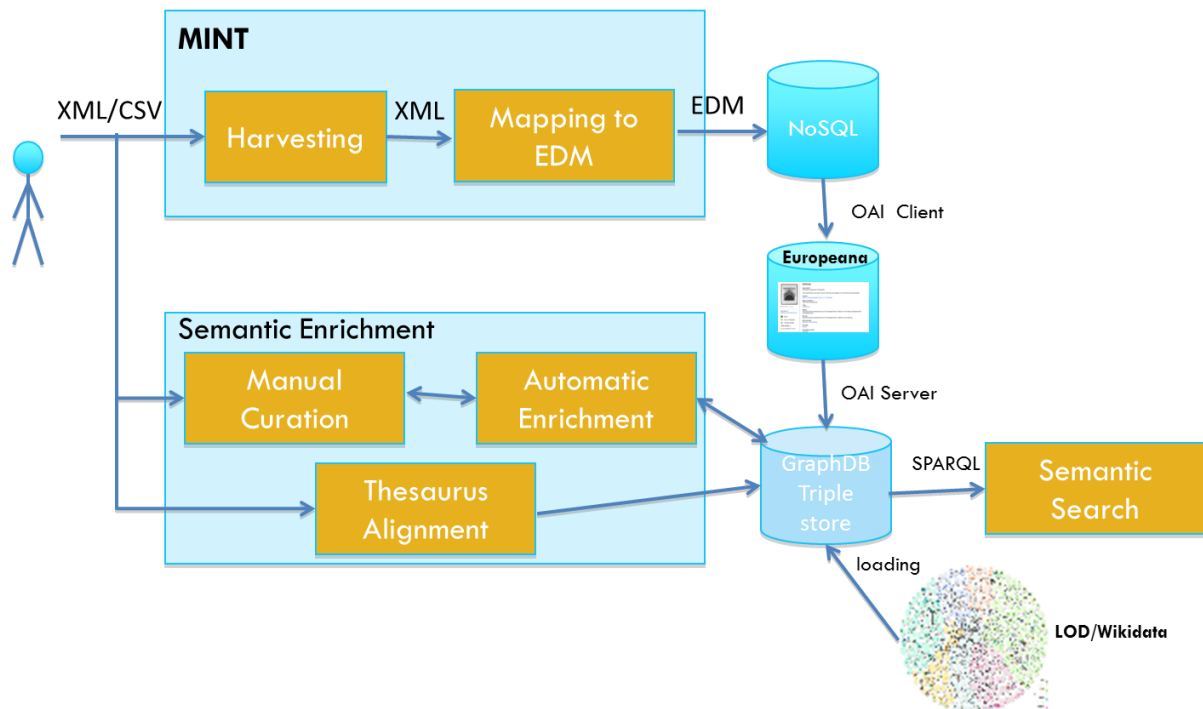 MINT
XML/CSV
Harvesting
XML
Mapping to
EDM
EDM
NoSQL
OAI Client
Europeana
Semantic Enrichment
Manual
Curation
Automatic
Enrichment
OAI Server
Thesaurus
Alignment
GraphDB
Triple
store
SPARQL
Semantic
Search
loading
LOD/Wikidata